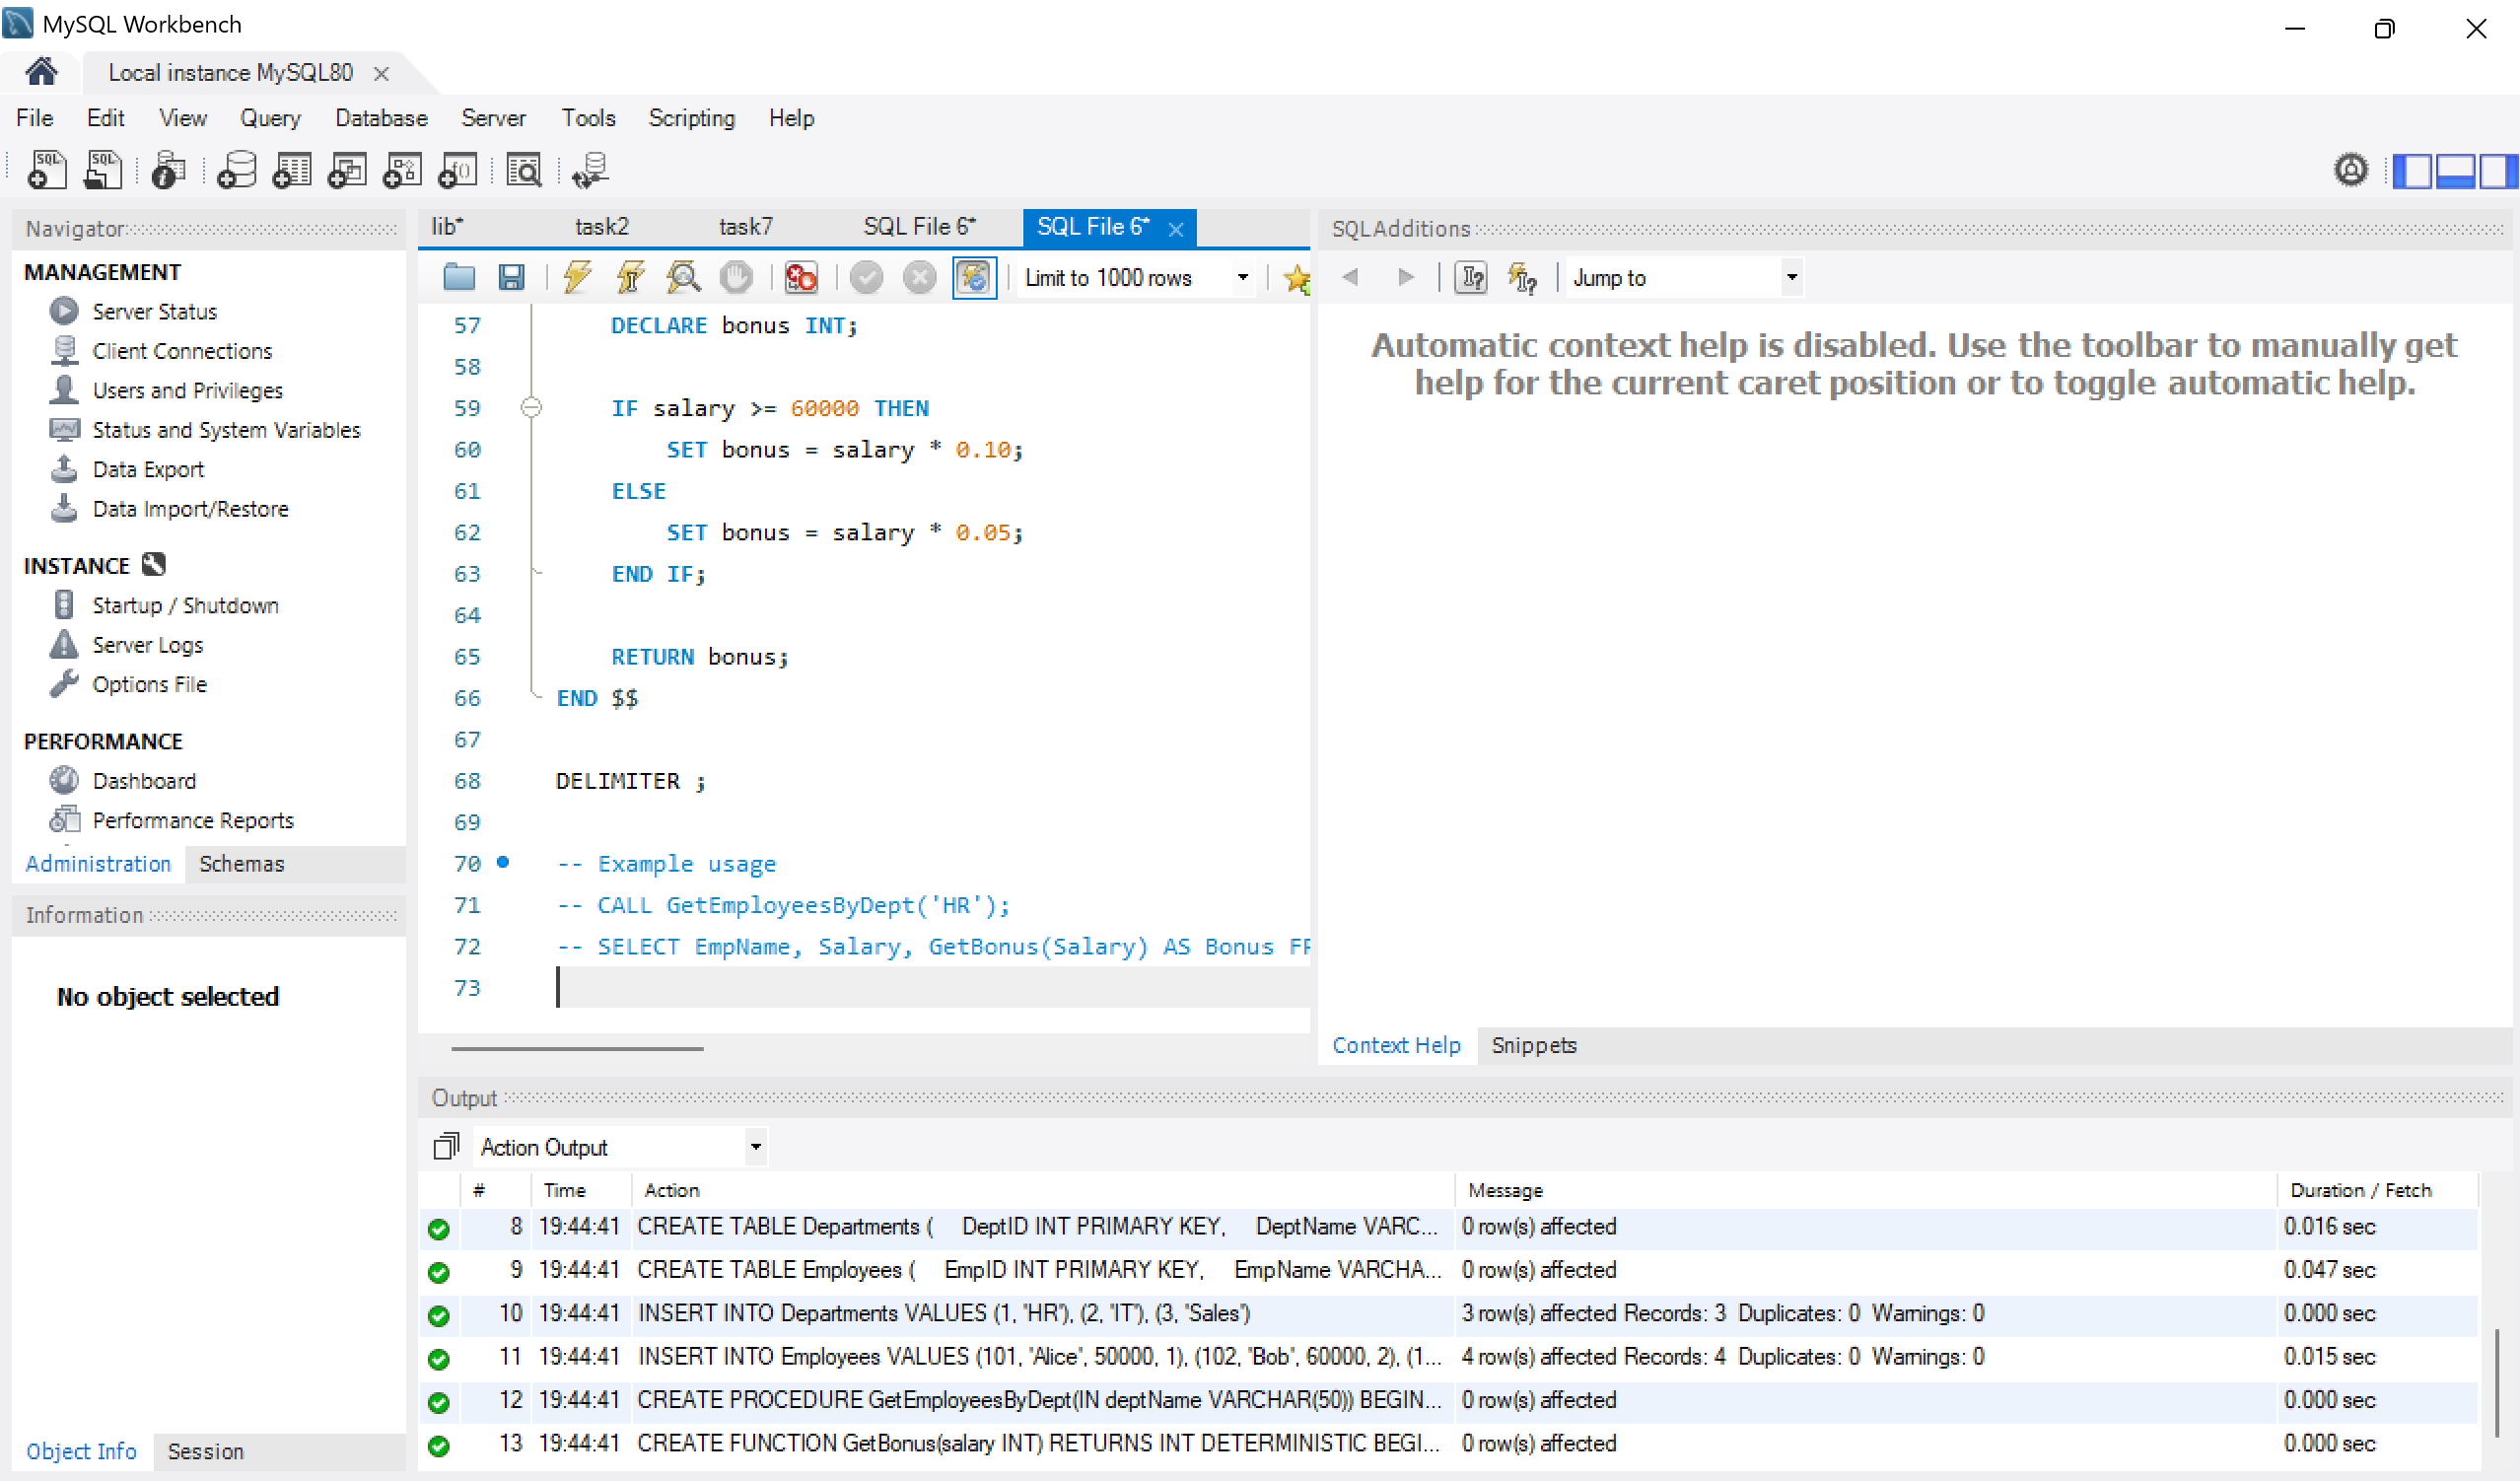 MySQL Workbench
Local instance MySQL80
File Edit View Query Database Server Tools Scripting Help
Navigator
MANAGEMENT
Server Status
Client Connections
Users and Privileges
Status and System Variables
Data Export
Data Import/Restore
INSTANCE
Startup / Shutdown
Server Logs
Options File
PERFORMANCE
Dashboard
Performance Reports
Administration Schemas
Information
No object selected
Object Info Session
lib* task2 task7 SQL File 6* SQL File 6*
Limit to 1000 rows
57 DECLARE bonus INT;
58
59 IF salary >= 60000 THEN
60 SET bonus = salary * 0.10;
61 ELSE
62 SET bonus = salary * 0.05;
63 END IF;
64
65 RETURN bonus;
66 END $$
67
68 DELIMITER ;
69
70 -- Example usage
71 -- CALL GetEmployeesByDept('HR');
72 -- SELECT EmpName, Salary, GetBonus(Salary) AS Bonus FR
73
SQLAdditions
Jump to
Automatic context help is disabled. Use the toolbar to manually get
help for the current caret position or to toggle automatic help.
Context Help Snippets
Output
Action Output
# Time Action Message Duration / Fetch
8 19:44:41 CREATE TABLE Departments ( DeptID INT PRIMARY KEY, DeptName VARC... 0 row(s) affected 0.016 sec
9 19:44:41 CREATE TABLE Employees ( EmpID INT PRIMARY KEY, EmpName VARCHA... 0 row(s) affected 0.047 sec
10 19:44:41 INSERT INTO Departments VALUES (1, 'HR'), (2, 'IT'), (3, 'Sales') 3 row(s) affected Records: 3 Duplicates: 0 Warnings: 0 0.000 sec
11 19:44:41 INSERT INTO Employees VALUES (101, 'Alice', 50000, 1), (102, 'Bob', 60000, 2), (1... 4 row(s) affected Records: 4 Duplicates: 0 Warnings: 0 0.015 sec
12 19:44:41 CREATE PROCEDURE GetEmployeesByDept(IN deptName VARCHAR(50)) BEGIN... 0 row(s) affected 0.000 sec
13 19:44:41 CREATE FUNCTION GetBonus(salary INT) RETURNS INT DETERMINISTIC BEGI... 0 row(s) affected 0.000 sec